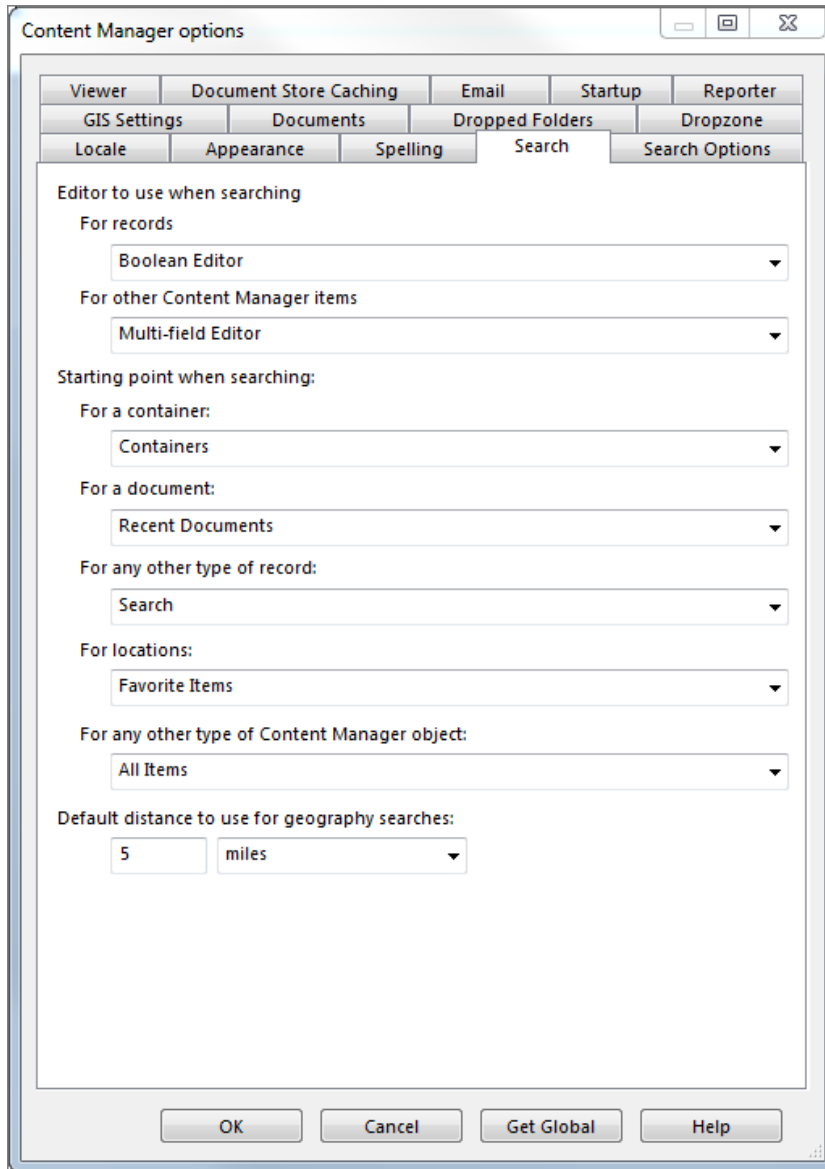 Content Manager options
Viewer Document Store Caching Email Startup Reporter
GIS Settings Documents Dropped Folders Dropzone
Locale Appearance Spelling Search Search Options
Editor to use when searching
For records
Boolean Editor
For other Content Manager items
Multi-field Editor
Starting point when searching:
For a container:
Containers
For a document:
Recent Documents
For any other type of record:
Search
For locations:
Favorite Items
For any other type of Content Manager object:
All Items
Default distance to use for geography searches:
5 miles
OK Cancel Get Global Help